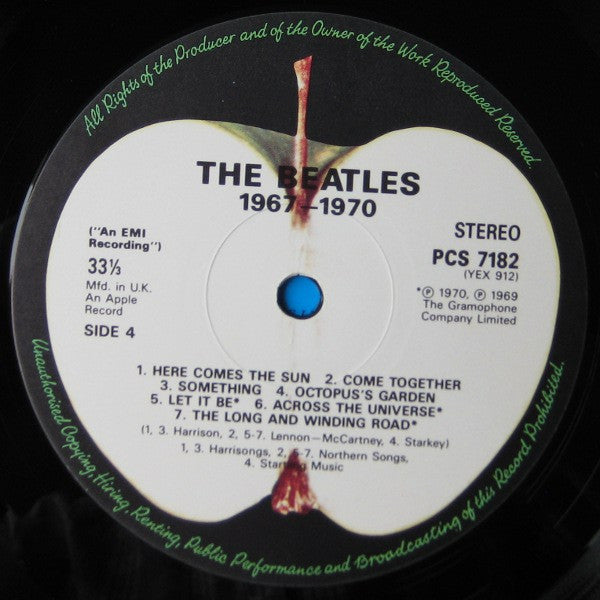 All Rights of the Producer and of the Owner of the Work Reproduced Reserved.
THE BEATLES
1967–1970
("An EMI
Recording")
33⅓
Mfd. in U.K.
An Apple
Record
SIDE 4
STEREO
PCS 7182
(YEX 912)
*℗ 1970, ℗ 1969
The Gramophone
Company Limited
1. HERE COMES THE SUN 2. COME TOGETHER
3. SOMETHING 4. OCTOPUS'S GARDEN
5. LET IT BE* 6. ACROSS THE UNIVERSE*
7. THE LONG AND WINDING ROAD*
(1, 3. Harrison, 2, 5-7. Lennon—McCartney, 4. Starkey)
1, 3. Harrisongs, 2, 5-7. Northern Songs,
4. Startling Music
Unauthorised Copying, Hiring, Renting, Public Performance and Broadcasting of this Record Prohibited.